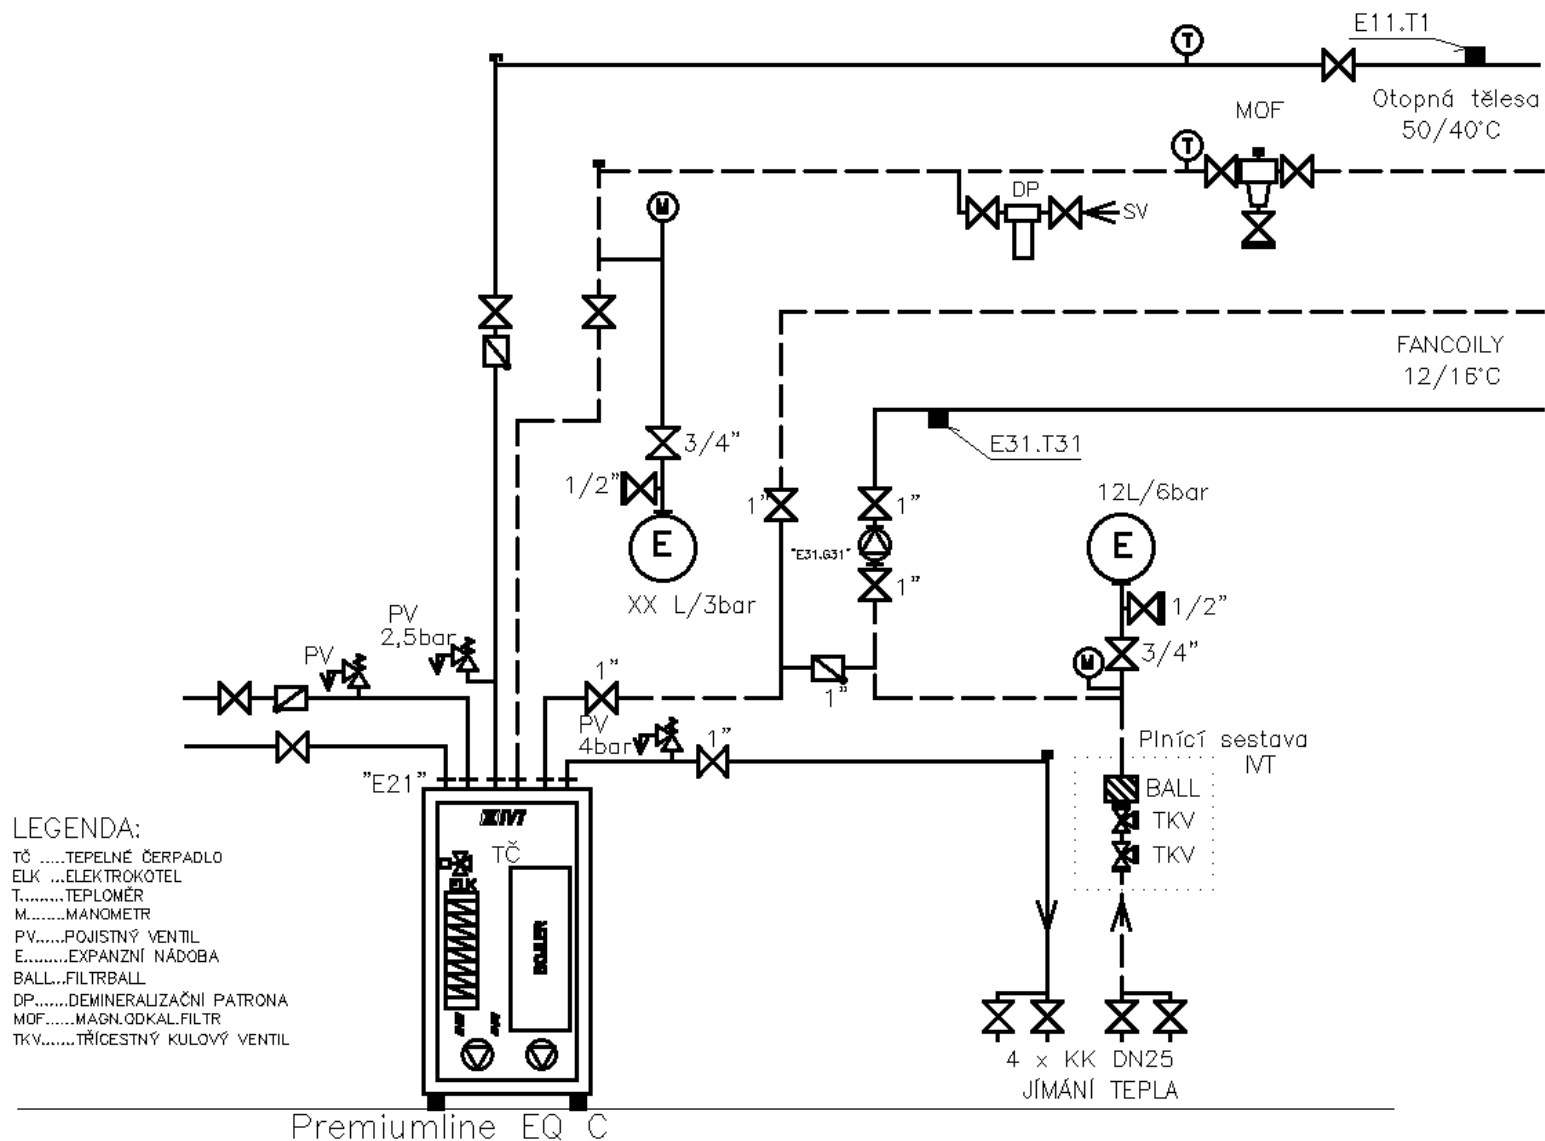 E11.T1
T
Otopná tělesa
50/40°C
MOF
T
DP
SV
M
FANCOILY
12/16°C
E31.T31
3/4"
1/2"
E
XX L/3bar
1"
1"
"E31.G31"
1"
12L/6bar
E
1/2"
3/4"
M
PV
2,5bar
PV
1"
1"
PV
4bar
1"
Plnící sestava
IVT
BALL
TKV
TKV
"E21"
IVT
TČ
BOJLER
LEGENDA:
TČ .....TEPELNÉ ČERPADLO
ELK ...ELEKTROKOTEL
T.........TEPLOMĚR
M........MANOMETR
PV......POJISTNÝ VENTIL
E.........EXPANZNÍ NÁDOBA
BALL...FILTRBALL
DP.......DEMINERALIZAČNÍ PATRONA
MOF.....MAGN.ODKAL.FILTR
TKV.......TŘÍCESTNÝ KULOVÝ VENTIL
4 x KK DN25
JÍMÁNÍ TEPLA
Premiumline EQ C